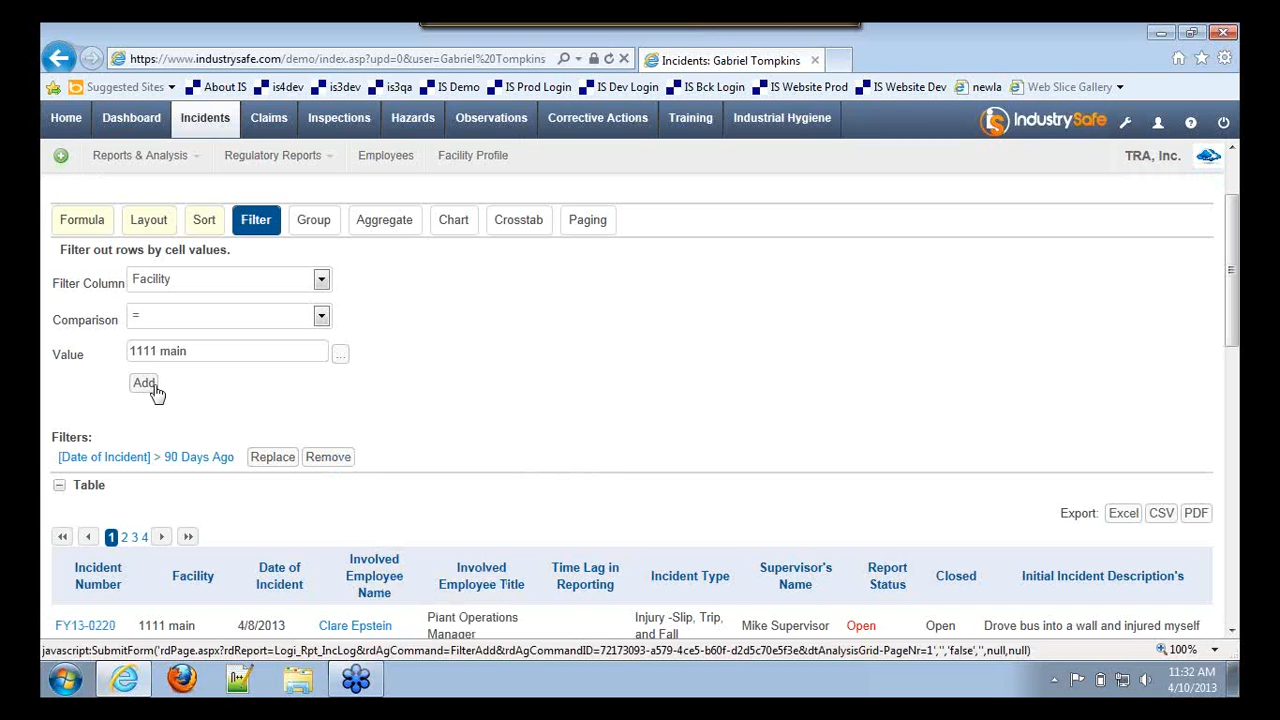 https://www.industrysafe.com/demo/index.asp?upd=0&user=Gabriel%20Tompkins
Incidents: Gabriel Tompkins
Suggested Sites
About IS
is4dev
is3dev
is3qa
IS Demo
IS Prod Login
IS Dev Login
IS Bck Login
IS Website Prod
IS Website Dev
newla
Web Slice Gallery
Home
Dashboard
Incidents
Claims
Inspections
Hazards
Observations
Corrective Actions
Training
Industrial Hygiene
IndustrySafe
Reports & Analysis
Regulatory Reports
Employees
Facility Profile
TRA, Inc.
Formula
Layout
Sort
Filter
Group
Aggregate
Chart
Crosstab
Paging
Filter out rows by cell values.
Filter Column
Facility
Comparison
=
Value
1111 main
...
Add
Filters:
[Date of Incident] > 90 Days Ago
Replace
Remove
Table
Export:
Excel
CSV
PDF
1 2 3 4
Incident Number
Facility
Date of Incident
Involved Employee Name
Involved Employee Title
Time Lag in Reporting
Incident Type
Supervisor's Name
Report Status
Closed
Initial Incident Description's
FY13-0220
1111 main
4/8/2013
Clare Epstein
Plant Operations Manager
Injury -Slip, Trip, and Fall
Mike Supervisor
Open
Open
Drove bus into a wall and injured myself
javascript:SubmitForm('rdPage.aspx?rdReport=Logi_Rpt_IncLog&rdAgCommand=FilterAdd&rdAgCommandID=72173093-a579-4ce5-b60f-d2d5c70e5f3e&dtAnalysisGrid-PageNr=1','','false','',null,null)
100%
11:32 AM
4/10/2013